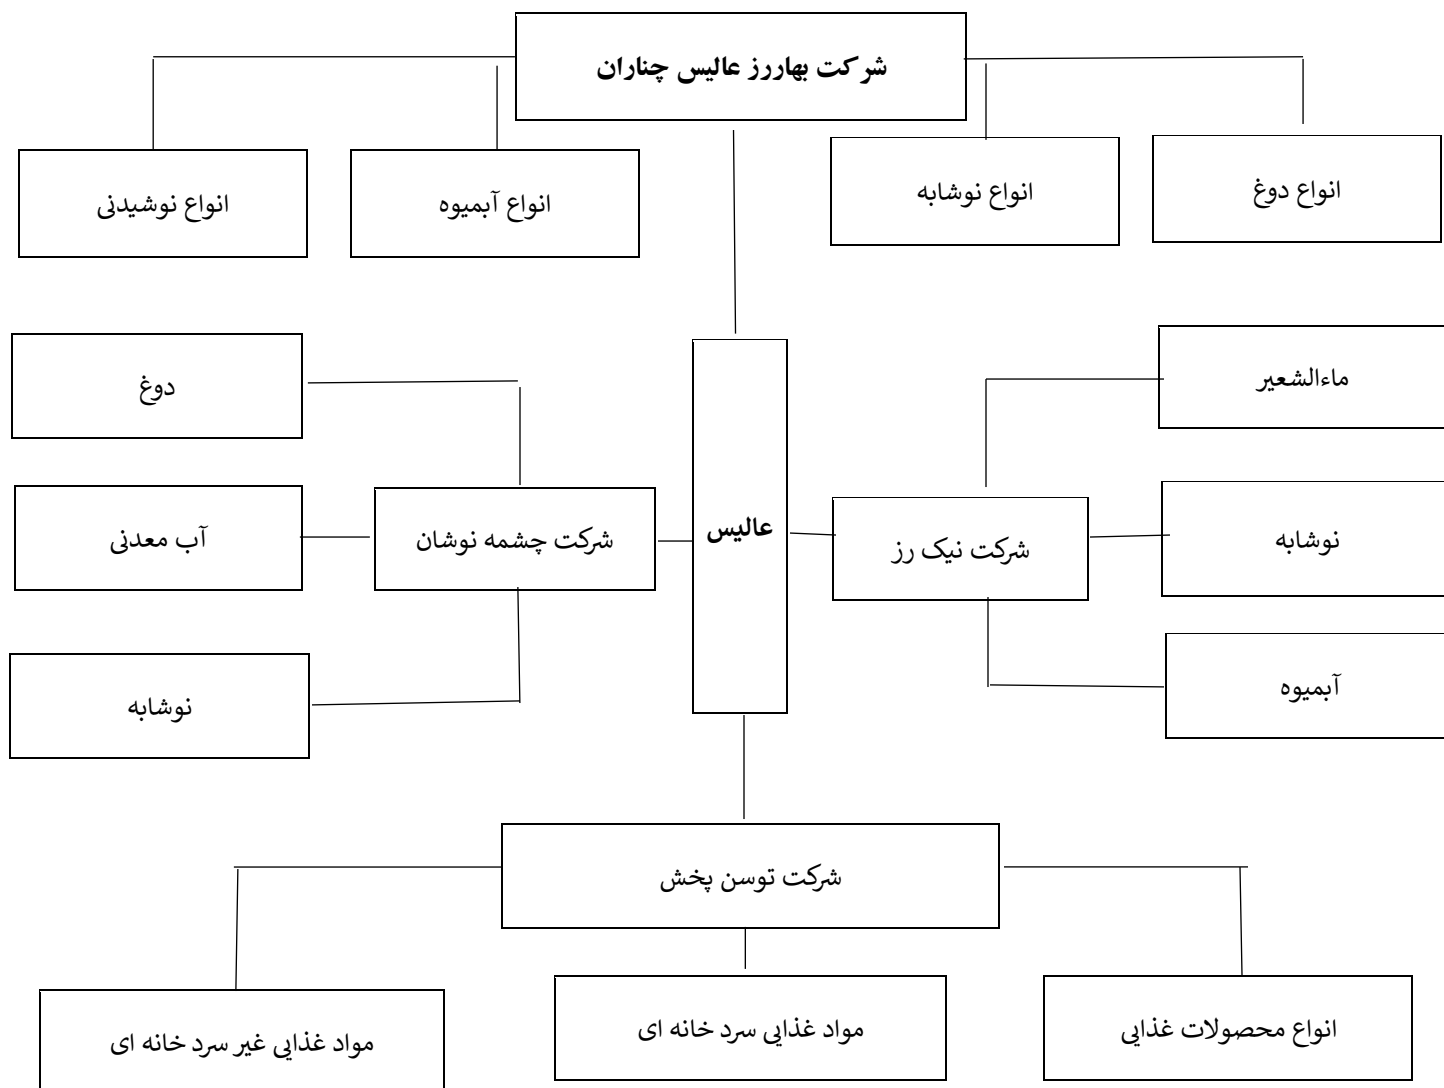 شرکت بهاررز عالیس چناران
انواع دوغ
انواع نوشابه
انواع آبمیوه
انواع نوشیدنی
ماءالشعیر
دوغ
عالیس
نوشابه
شرکت نیک رز
شرکت چشمه نوشان
آب معدنی
آبمیوه
نوشابه
شرکت توسن پخش
انواع محصولات غذایی
مواد غذایی سرد خانه ای
مواد غذایی غیر سرد خانه ای